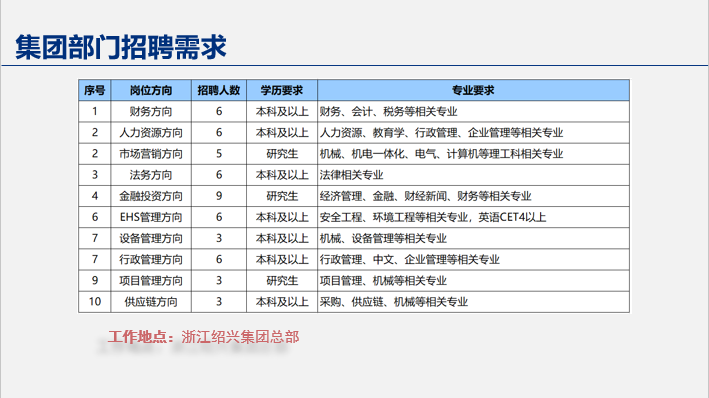 集团部门招聘需求
序号 岗位方向 招聘人数 学历要求 专业要求
1 财务方向 6 本科及以上 财务、会计、税务等相关专业
2 人力资源方向 6 本科及以上 人力资源、教育学、行政管理、企业管理等相关专业
2 市场营销方向 5 研究生 机械、机电一体化、电气、计算机等理工科相关专业
3 法务方向 6 本科及以上 法律相关专业
4 金融投资方向 9 研究生 经济管理、金融、财经新闻、财务等相关专业
6 EHS管理方向 6 本科及以上 安全工程、环境工程等相关专业，英语CET4以上
7 设备管理方向 3 本科及以上 机械、设备管理等相关专业
7 行政管理方向 6 本科及以上 行政管理、中文、企业管理等相关专业
9 项目管理方向 3 研究生 项目管理、机械等相关专业
10 供应链方向 3 本科及以上 采购、供应链、机械等相关专业
工作地点：浙江绍兴集团总部